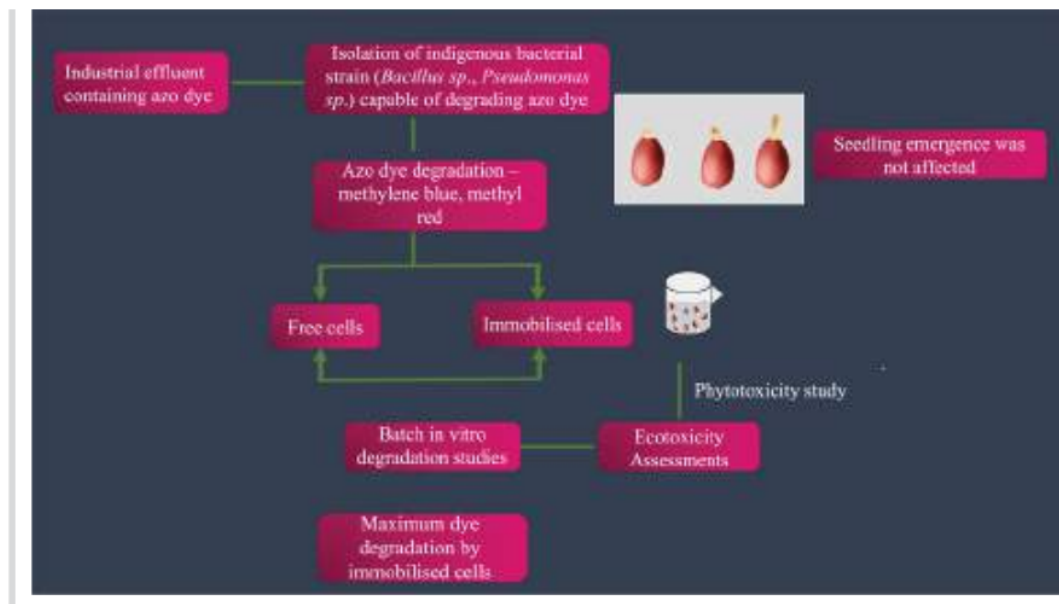 Industrial effluent
containing azo dye
Isolation of indigenous bacterial
strain (Bacillus sp., Pseudomonas
sp.) capable of degrading azo dye
Seedling emergence was
not affected
Azo dye degradation –
methylene blue, methyl
red
Free cells
Immobilised cells
Phytotoxicity study
Batch in vitro
degradation studies
Ecotoxicity
Assessments
Maximum dye
degradation by
immobilised cells